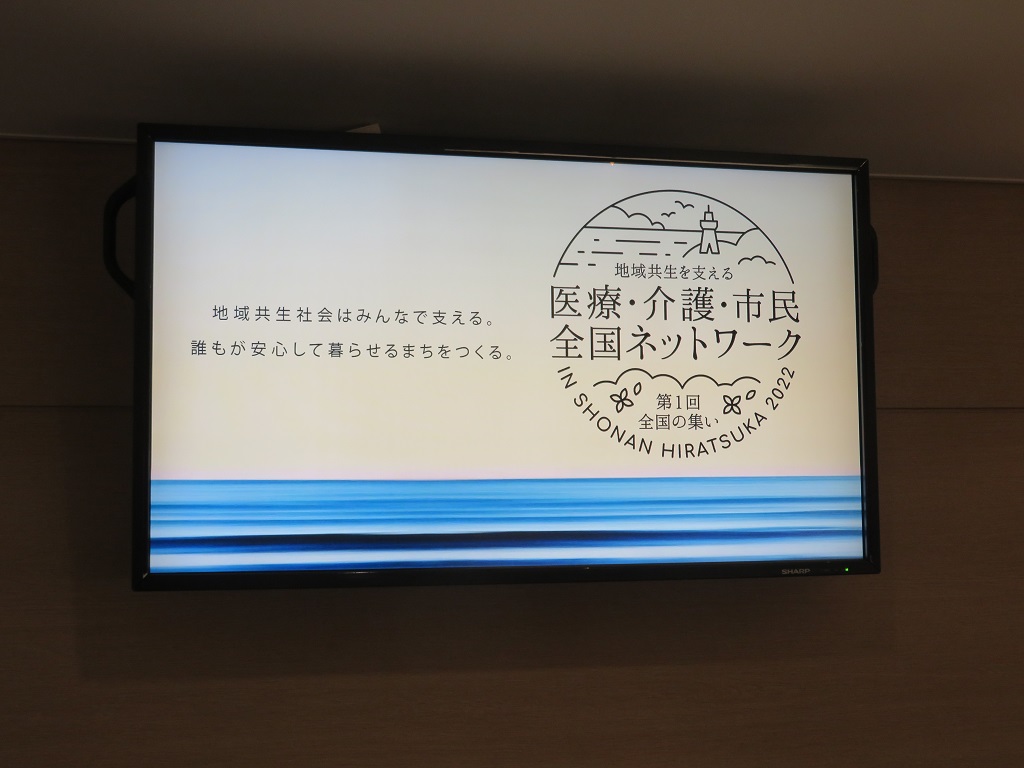 地域共生社会はみんなで支える。
誰もが安心して暮らせるまちをつくる。
地域共生を支える
医療・介護・市民
全国ネットワーク
第1回
全国の集い
IN SHONAN HIRATSUKA 2022
SHARP